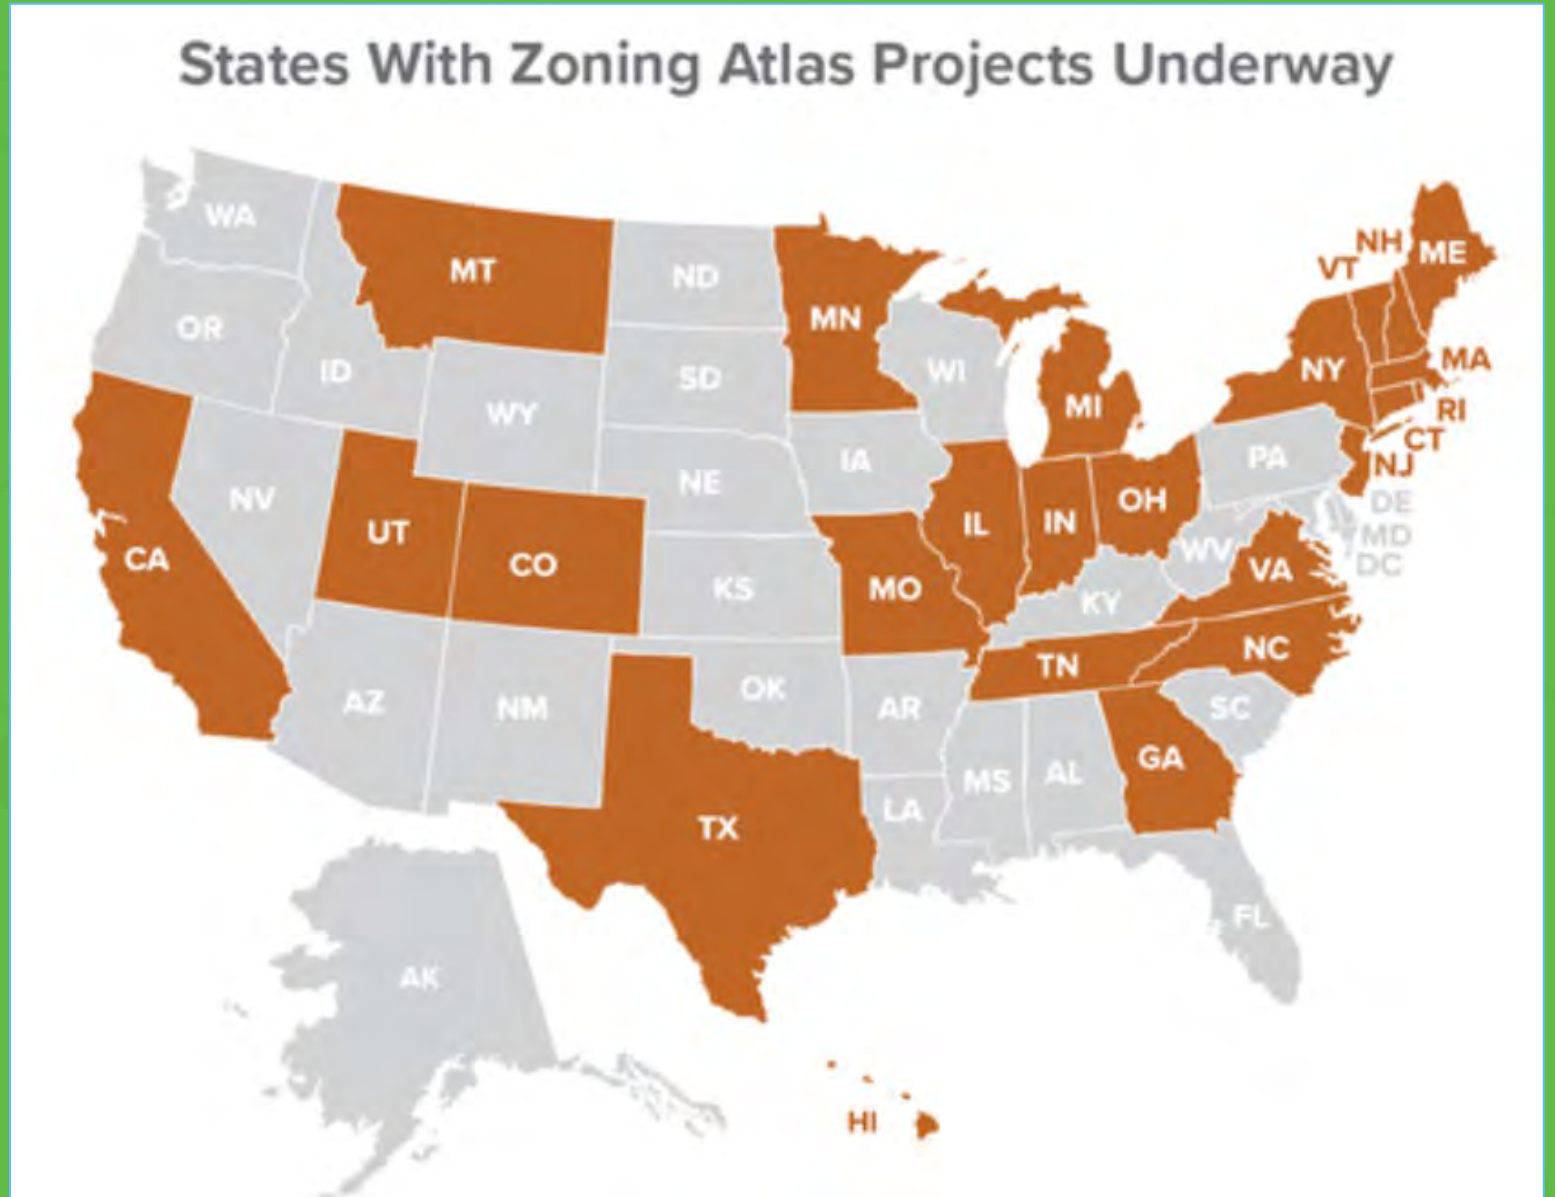 States With Zoning Atlas Projects Underway
WA
MT
ND
MN
NH
VT
ME
OR
ID
SD
WI
NY
MA
WY
MI
RI
CT
NV
NE
IA
PA
NJ
UT
CO
IL
IN
OH
DE
MD
DC
CA
KS
MO
WV
VA
KY
AZ
NM
OK
AR
TN
NC
SC
TX
LA
MS
AL
GA
FL
AK
HI